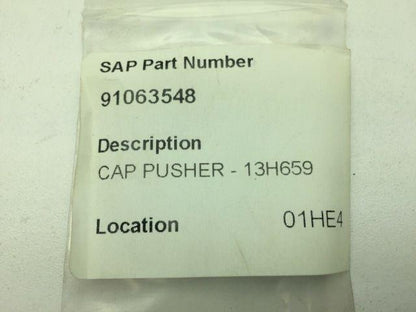 SAP Part Number
91063548
Description
CAP PUSHER - 13H659
Location 01HE4